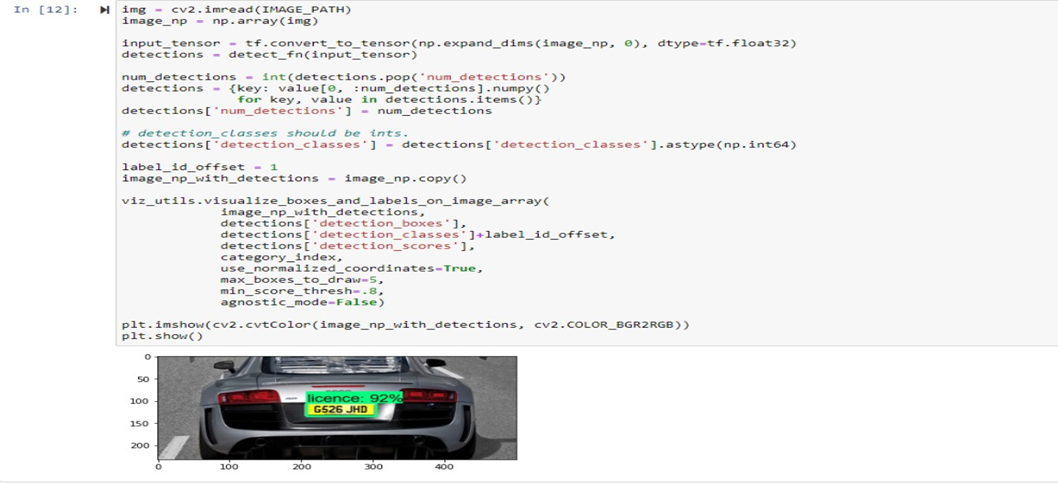 In [12]:
img = cv2.imread(IMAGE_PATH)
image_np = np.array(img)
input_tensor = tf.convert_to_tensor(np.expand_dims(image_np, 0), dtype=tf.float32)
detections = detect_fn(input_tensor)
num_detections = int(detections.pop('num_detections'))
detections = {key: value[0, :num_detections].numpy()
for key, value in detections.items()}
detections['num_detections'] = num_detections
# detection_classes should be ints.
detections['detection_classes'] = detections['detection_classes'].astype(np.int64)
label_id_offset = 1
image_np_with_detections = image_np.copy()
viz_utils.visualize_boxes_and_labels_on_image_array(
image_np_with_detections,
detections['detection_boxes'],
detections['detection_classes']+label_id_offset,
detections['detection_scores'],
category_index,
use_normalized_coordinates=True,
max_boxes_to_draw=5,
min_score_thresh=.8,
agnostic_mode=False)
plt.imshow(cv2.cvtColor(image_np_with_detections, cv2.COLOR_BGR2RGB))
plt.show()
0
50
licence: 92%
100
GS26 JHD
150
200
0 100 200 300 400